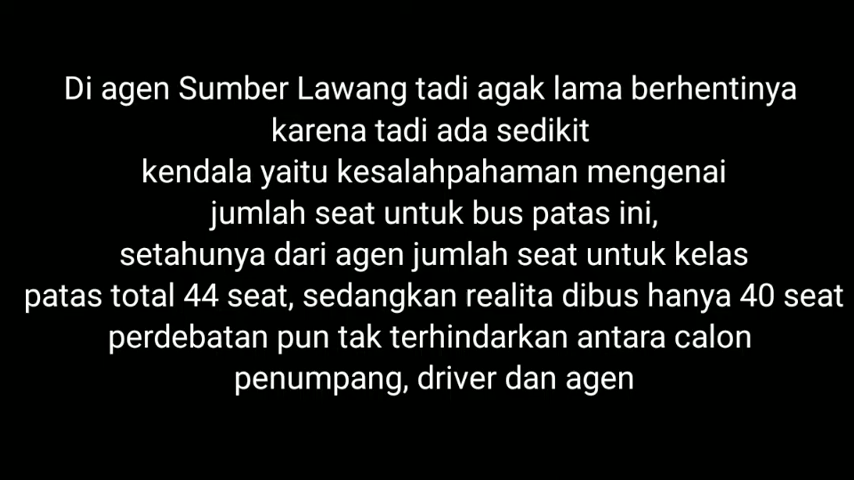 Di agen Sumber Lawang tadi agak lama berhentinya
karena tadi ada sedikit
kendala yaitu kesalahpahaman mengenai
jumlah seat untuk bus patas ini,
setahunya dari agen jumlah seat untuk kelas
patas total 44 seat, sedangkan realita dibus hanya 40 seat
perdebatan pun tak terhindarkan antara calon
penumpang, driver dan agen